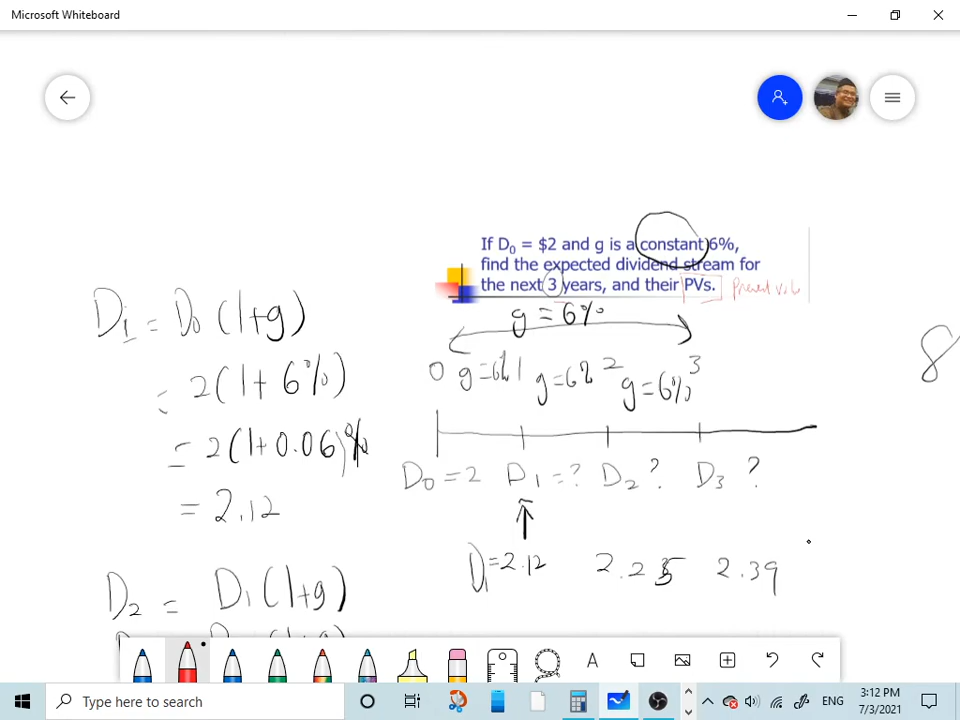 Microsoft Whiteboard
If D0 = $2 and g is a constant 6%,
find the expected dividend stream for
the next 3 years, and their PVs.
g = 6%
D1 = D0 (1+g)
= 2(1+ 6%)
= 2(1+0.06)%
= 2.12
0 g=6% 1 g=6% 2 g=6% 3
D0 = 2 D1 = ? D2 ? D3 ?
D1=2.12 2.25 2.39
D2 = D1 (1+g)
8
A
Type here to search
ENG
3:12 PM
7/3/2021